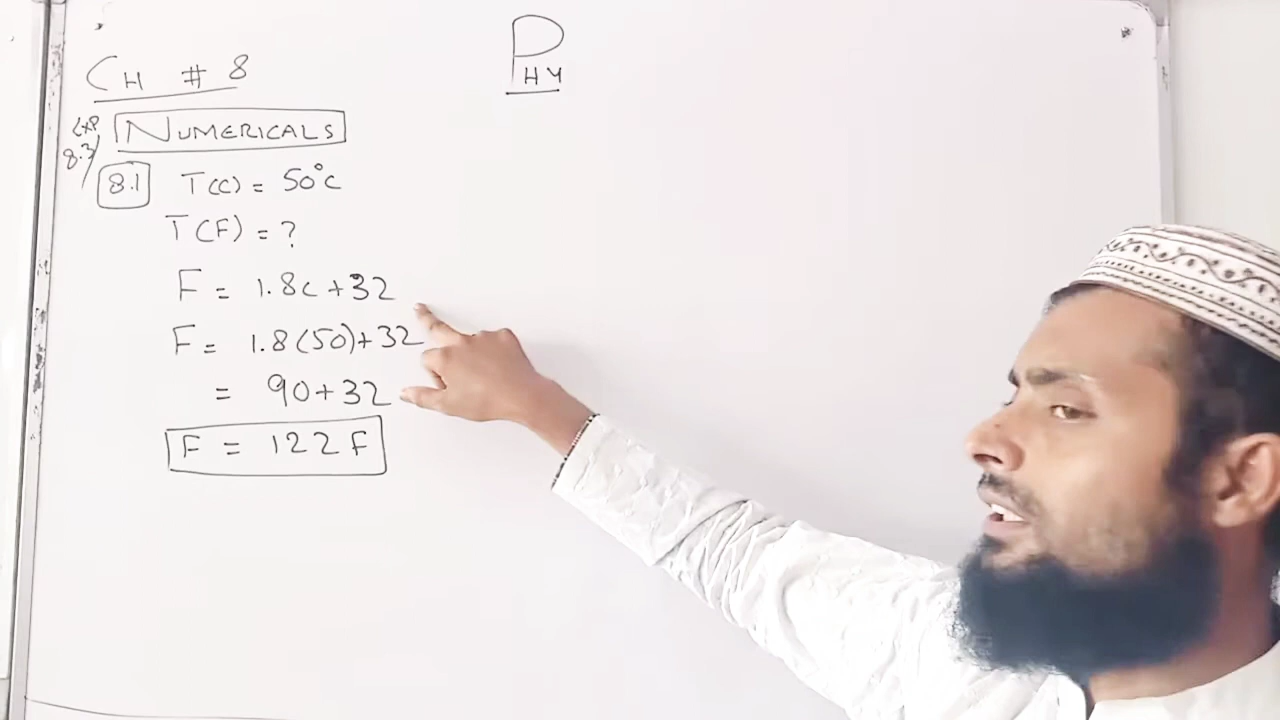 PHY
CH # 8
Exp 8.3/
NUMERICALS
8.1 T(C) = 50°C
T(F) = ?
F = 1.8C + 32
F = 1.8(50) + 32
= 90 + 32
F = 122 F